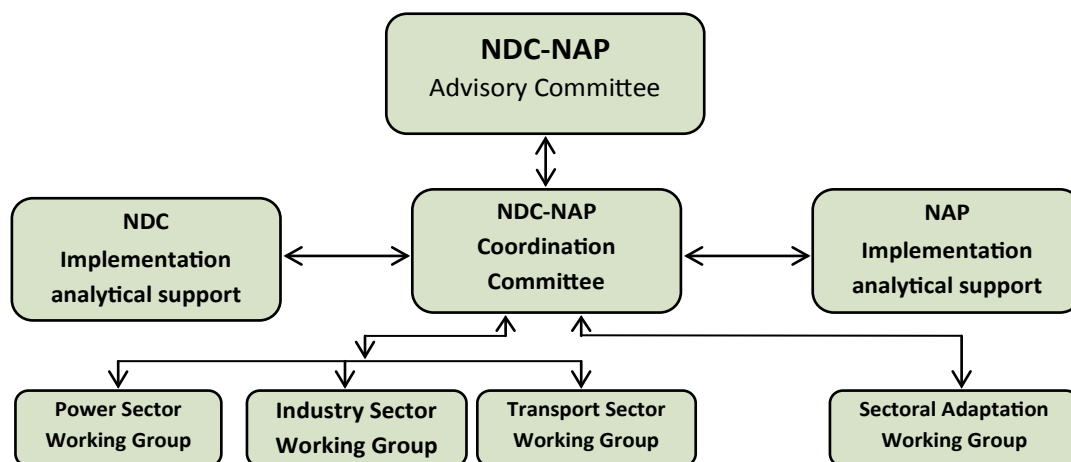 NDC-NAP
Advisory Committee
NDC
Implementation
analytical support
NDC-NAP
Coordination
Committee
NAP
Implementation
analytical support
Power Sector
Working Group
Industry Sector
Working Group
Transport Sector
Working Group
Sectoral Adaptation
Working Group